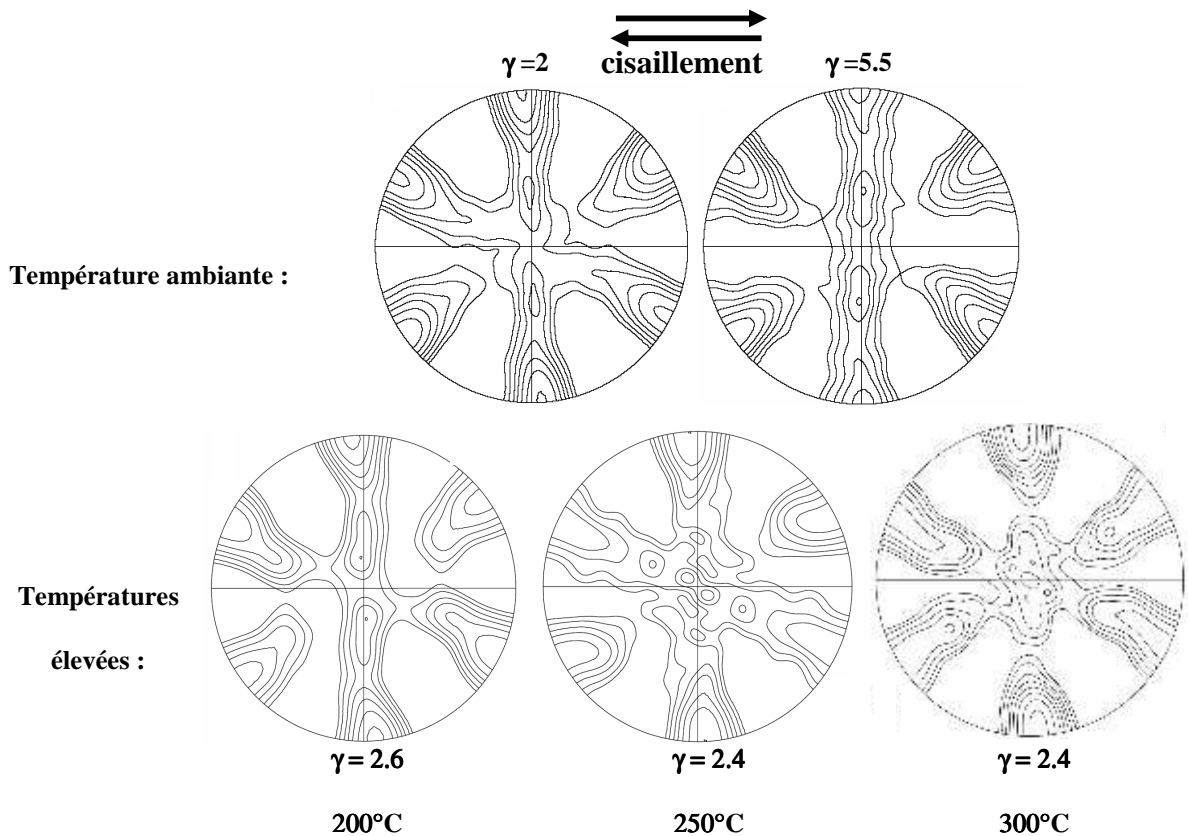 γ =2 cisaillement γ =5.5
Température ambiante :
Températures
élevées :
γ = 2.6 γ = 2.4 γ = 2.4
200°C 250°C 300°C